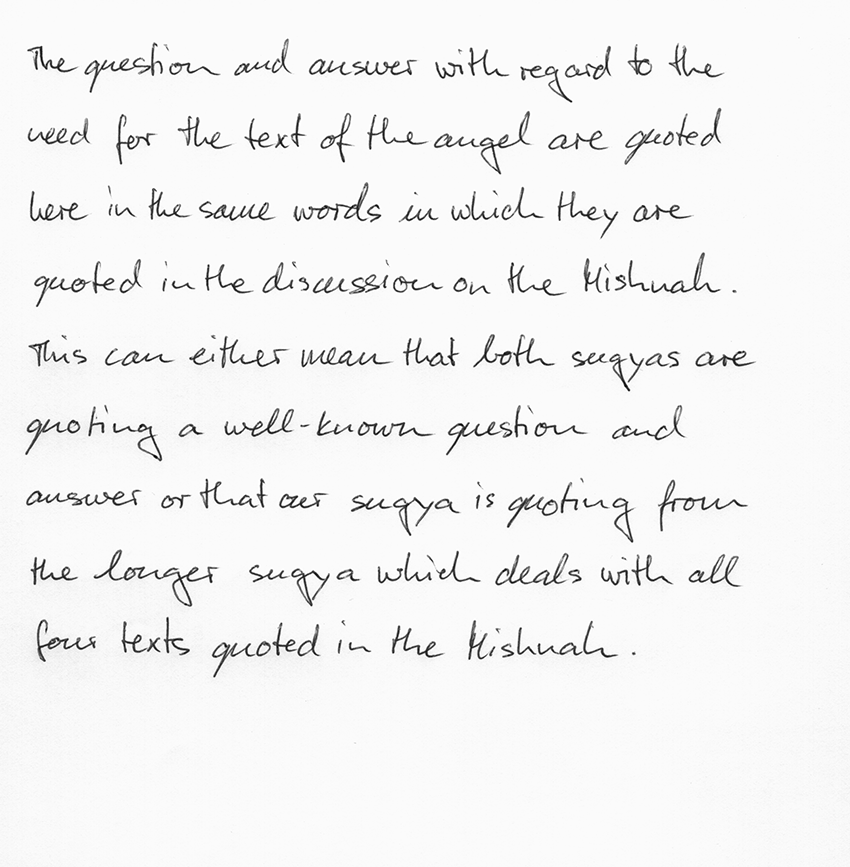 The question and answer with regard to the
need for the text of the angel are quoted
here in the same words in which they are
quoted in the discussion on the Mishnah.
This can either mean that both sugyas are
quoting a well-known question and
answer or that our sugya is quoting from
the longer sugya which deals with all
four texts quoted in the Mishnah.